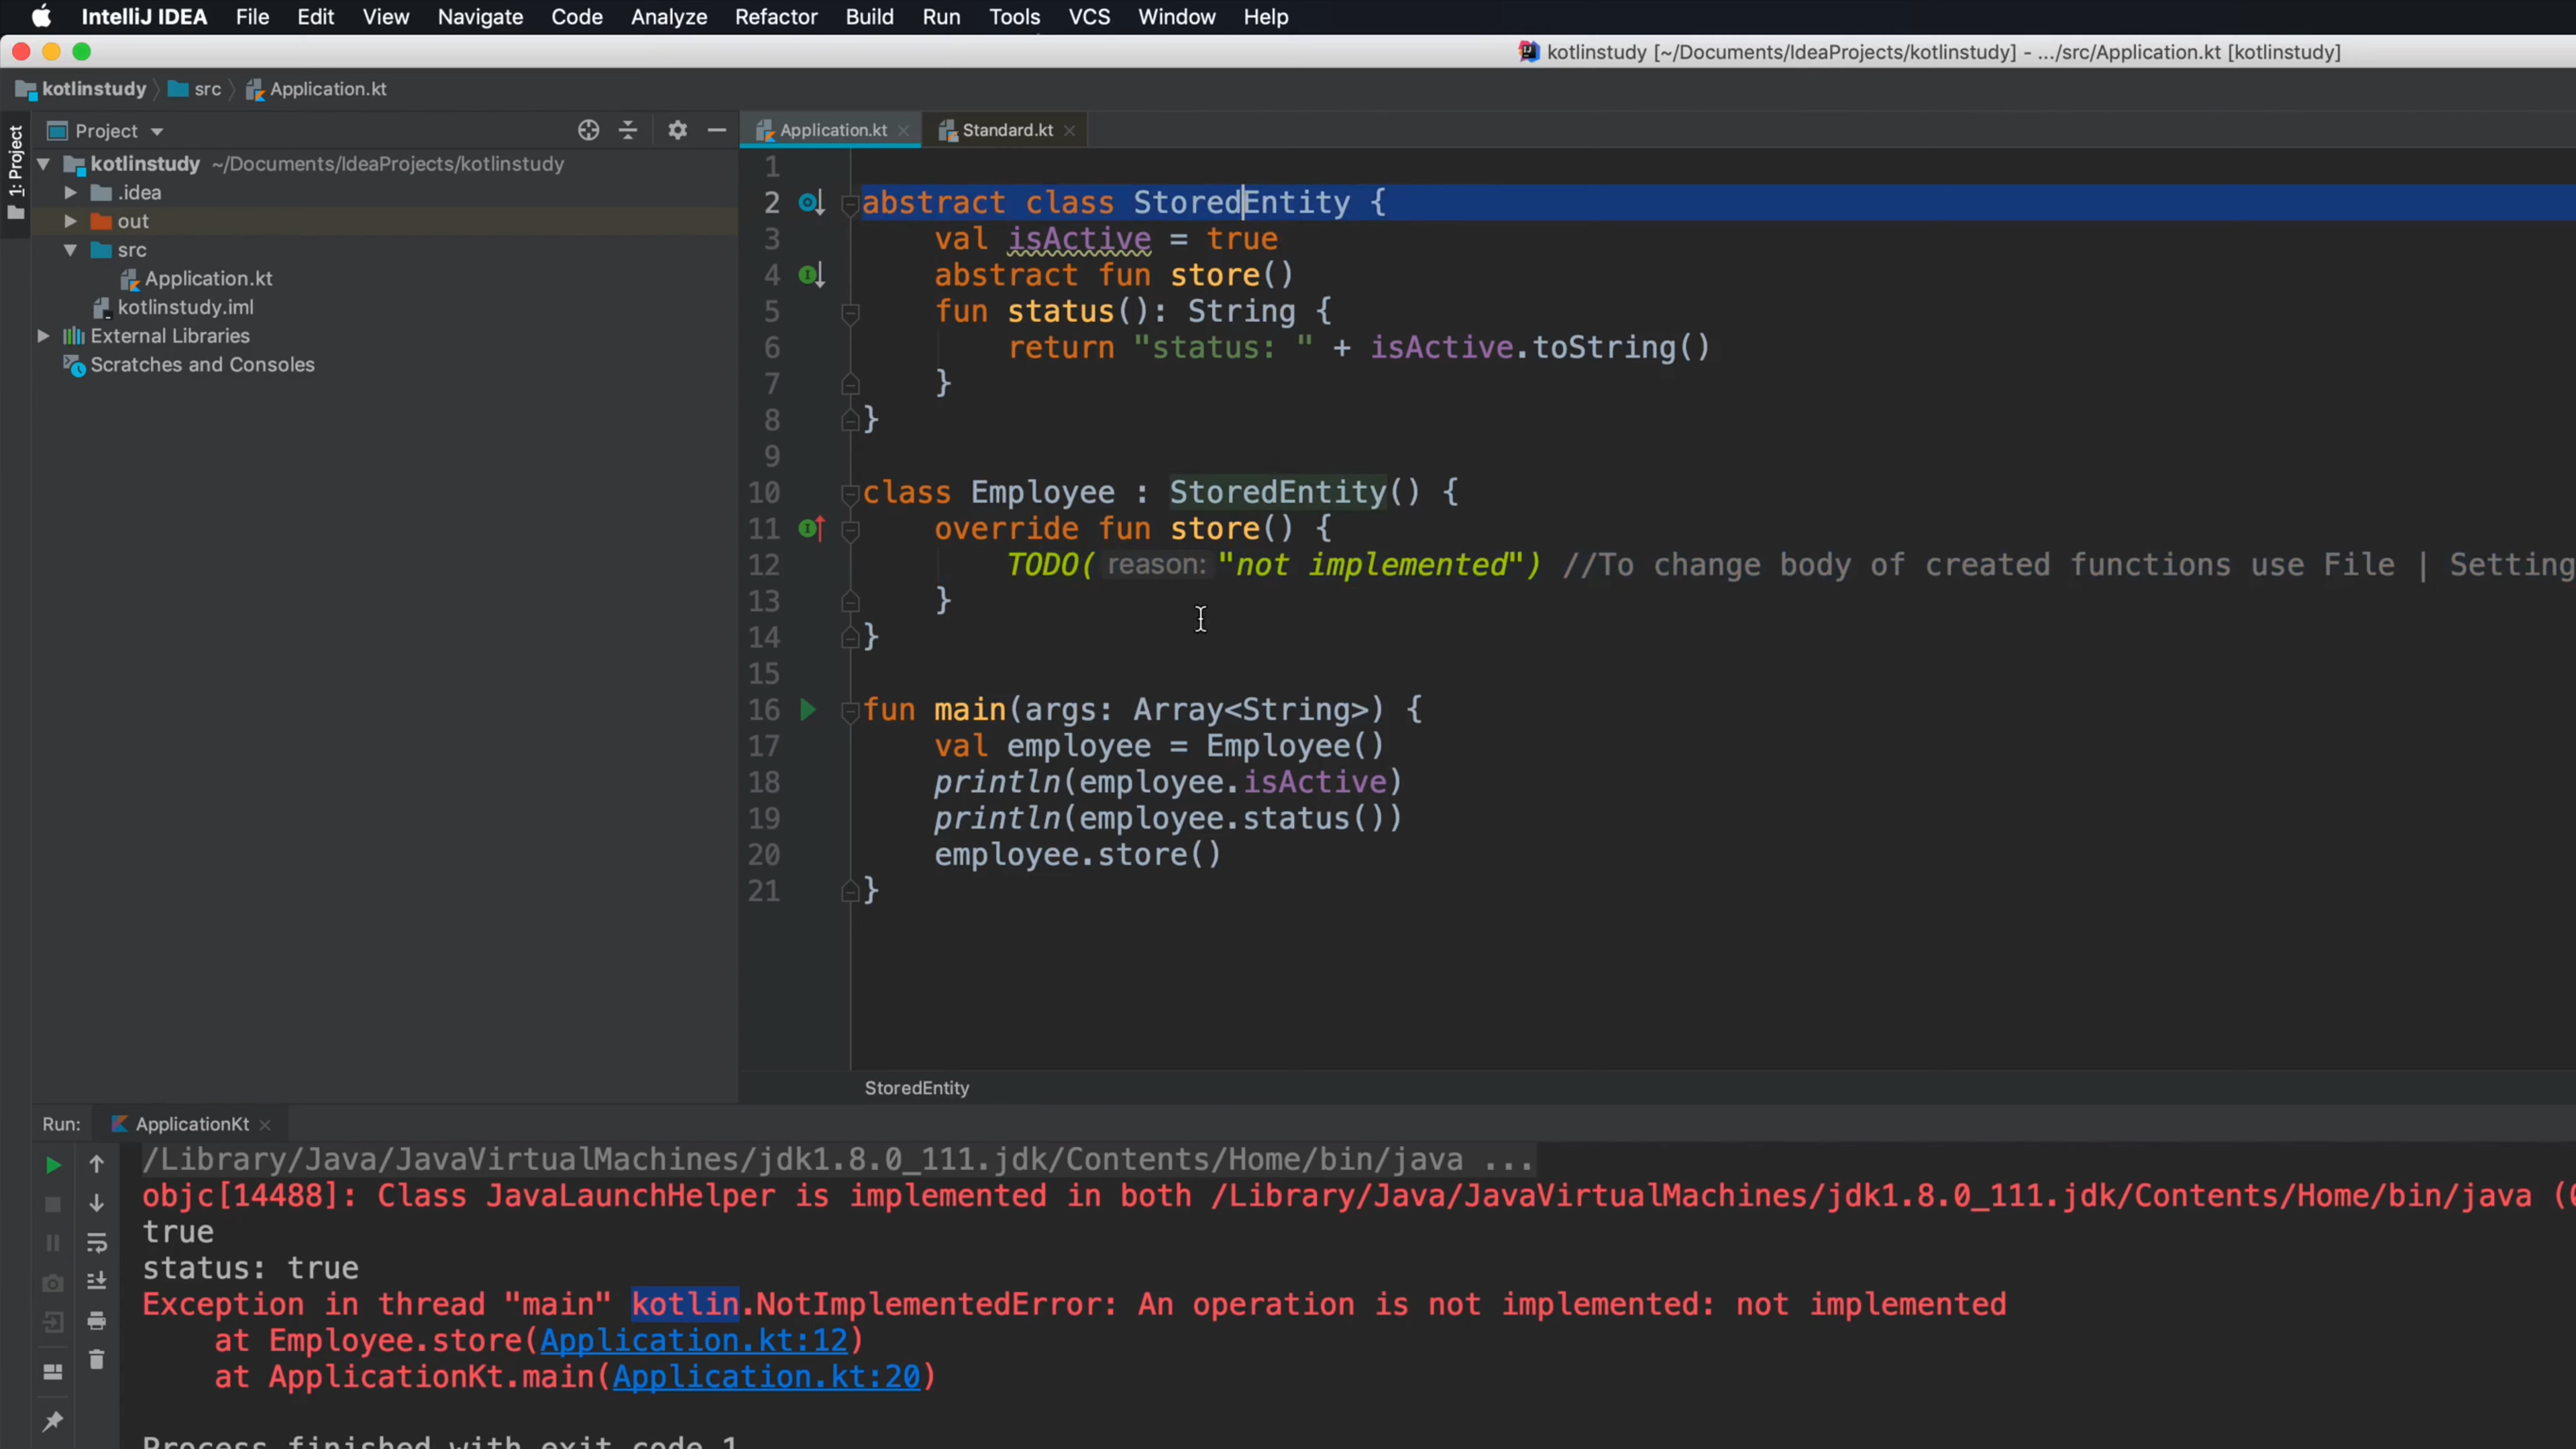 IntelliJ IDEA File Edit View Navigate Code Analyze Refactor Build Run Tools VCS Window Help
kotlinstudy [~/Documents/IdeaProjects/kotlinstudy] - .../src/Application.kt [kotlinstudy]
kotlinstudy src Application.kt
1: Project
Project
kotlinstudy ~/Documents/IdeaProjects/kotlinstudy
.idea
out
src
Application.kt
kotlinstudy.iml
External Libraries
Scratches and Consoles
Application.kt Standard.kt
1
2 abstract class StoredEntity {
3 val isActive = true
4 abstract fun store()
5 fun status(): String {
6 return "status: " + isActive.toString()
7 }
8 }
9
10 class Employee : StoredEntity() {
11 override fun store() {
12 TODO( reason: "not implemented") //To change body of created functions use File | Setting
13 }
14 }
15
16 fun main(args: Array<String>) {
17 val employee = Employee()
18 println(employee.isActive)
19 println(employee.status())
20 employee.store()
21 }
StoredEntity
Run: ApplicationKt
/Library/Java/JavaVirtualMachines/jdk1.8.0_111.jdk/Contents/Home/bin/java ...
objc[14488]: Class JavaLaunchHelper is implemented in both /Library/Java/JavaVirtualMachines/jdk1.8.0_111.jdk/Contents/Home/bin/java (
true
status: true
Exception in thread "main" kotlin.NotImplementedError: An operation is not implemented: not implemented
at Employee.store(Application.kt:12)
at ApplicationKt.main(Application.kt:20)
Process finished with exit code 1